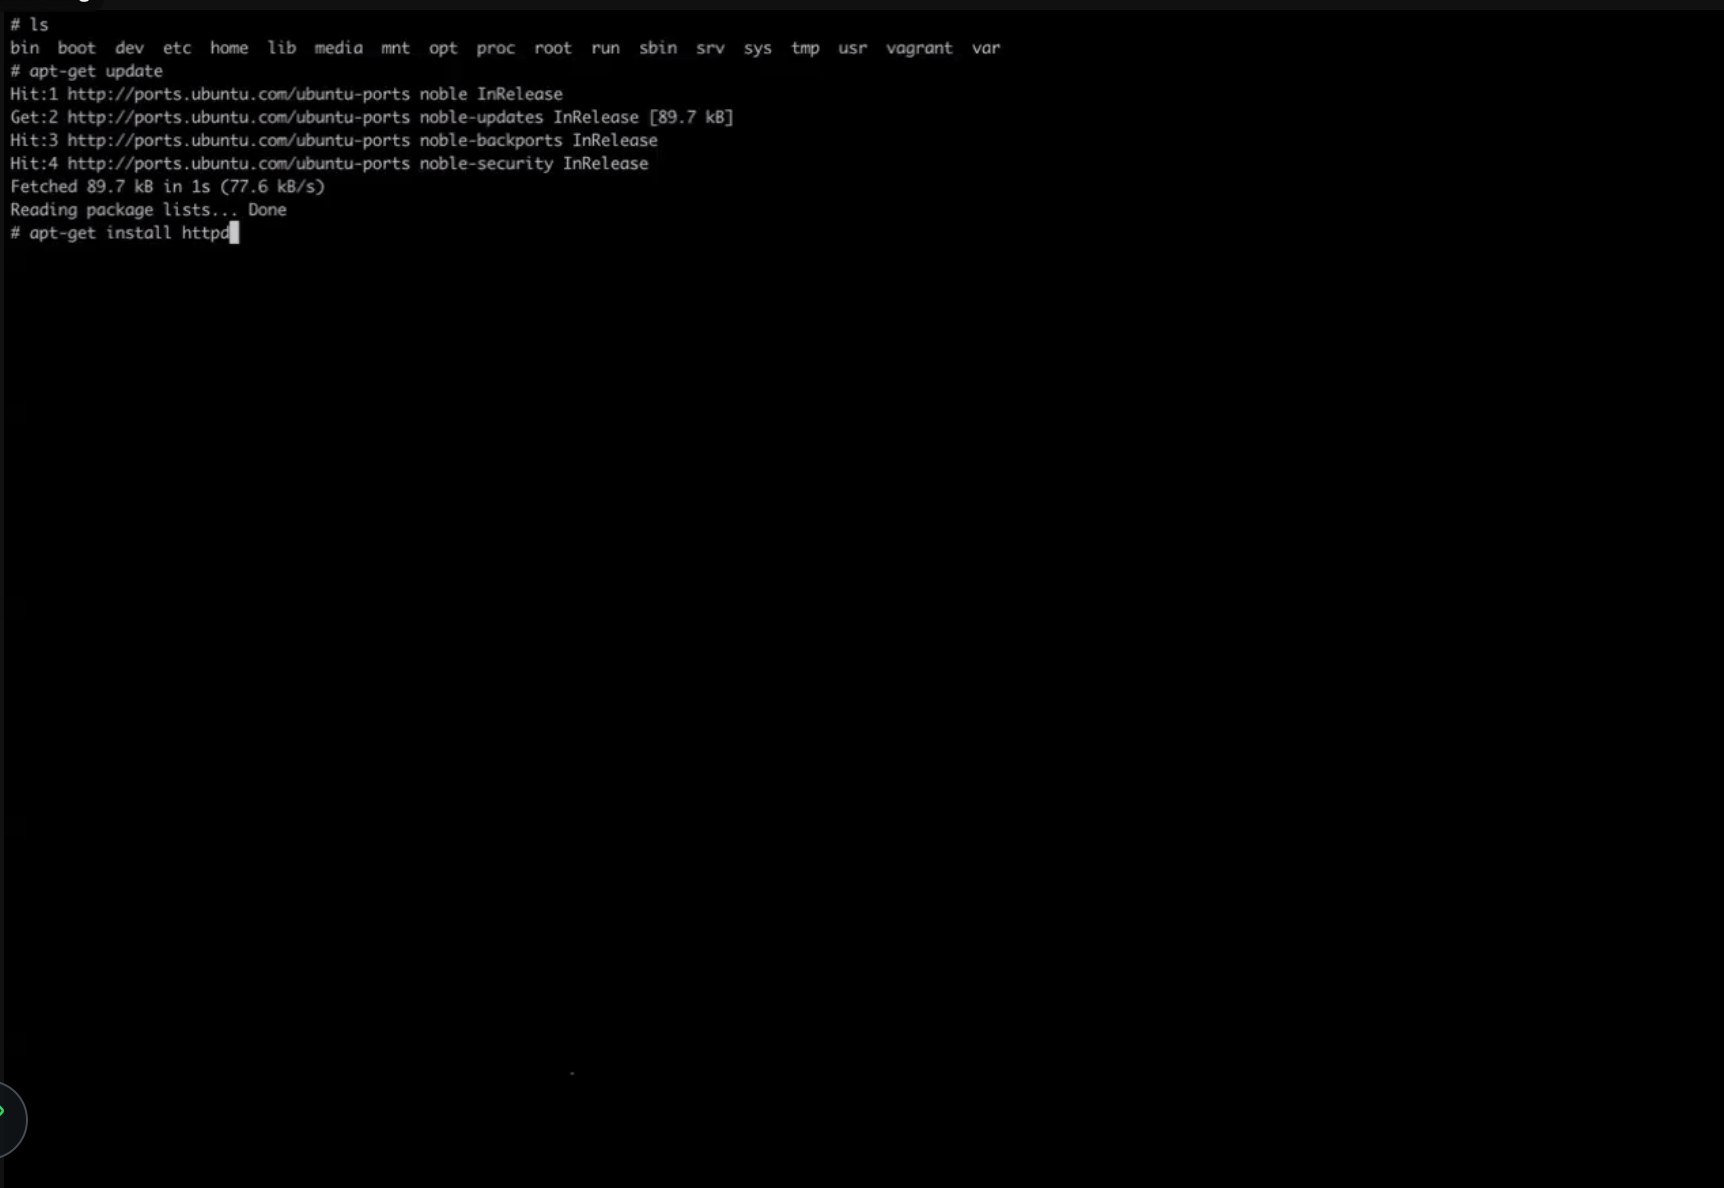 # ls
bin boot dev etc home lib media mnt opt proc root run sbin srv sys tmp usr vagrant var
# apt-get update
Hit:1 http://ports.ubuntu.com/ubuntu-ports noble InRelease
Get:2 http://ports.ubuntu.com/ubuntu-ports noble-updates InRelease [89.7 kB]
Hit:3 http://ports.ubuntu.com/ubuntu-ports noble-backports InRelease
Hit:4 http://ports.ubuntu.com/ubuntu-ports noble-security InRelease
Fetched 89.7 kB in 1s (77.6 kB/s)
Reading package lists... Done
# apt-get install httpd